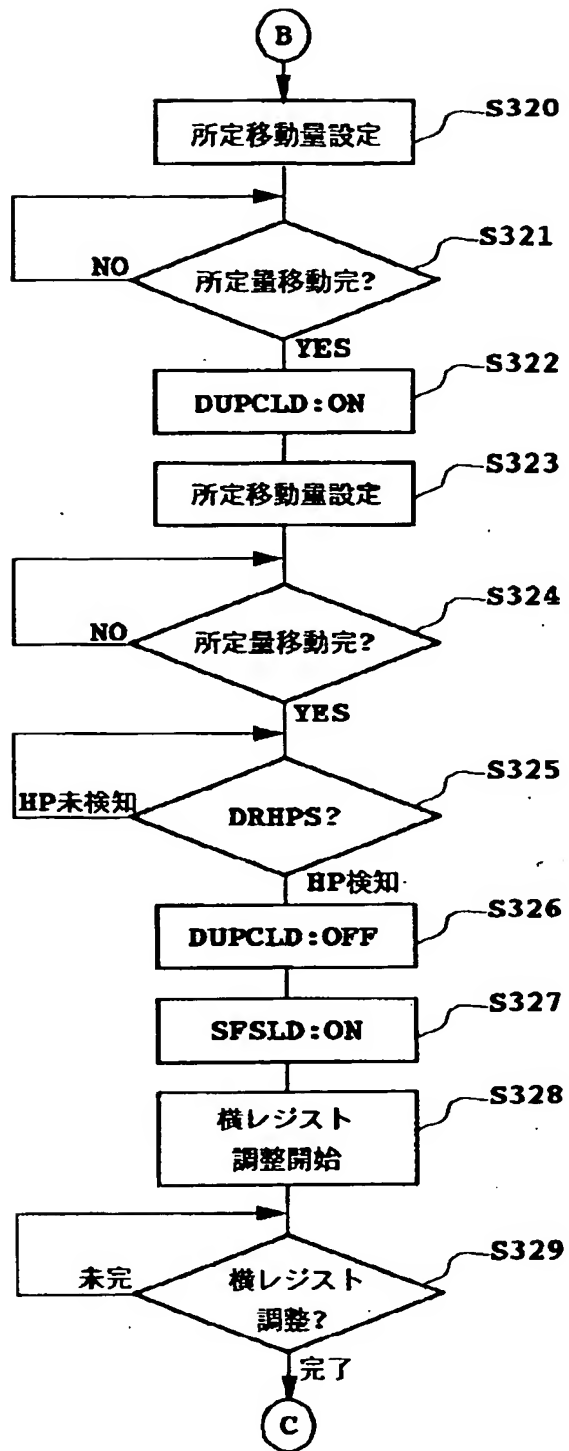 B
S320
所定移動量設定
S321
NO
所定量移動完?
YES
S322
DUPCLD:ON
S323
所定移動量設定
S324
NO
所定量移動完?
YES
S325
HP未検知
DRHPS?
HP検知
S326
DUPCLD:OFF
S327
SFSLD:ON
S328
横レジスト
調整開始
S329
未完
横レジスト
調整?
完了
C